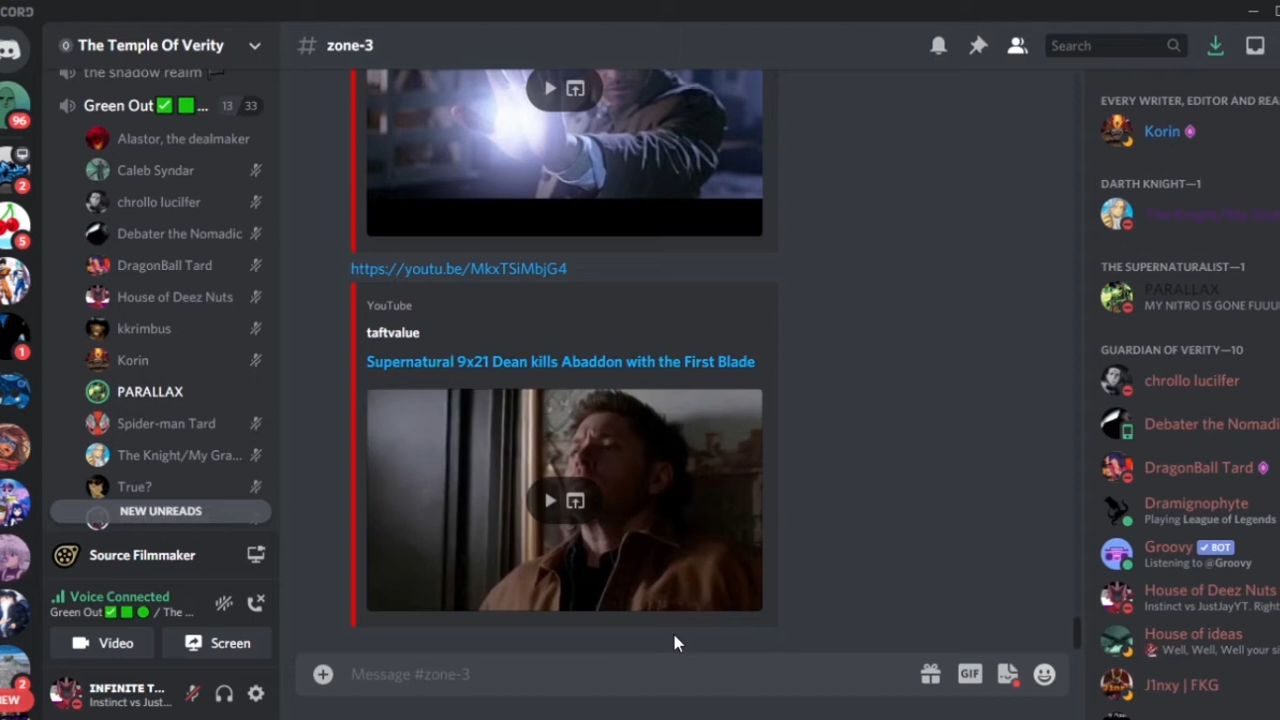 CORD
The Temple Of Verity
zone-3
Search
the shadow realm
Green Out ... 13 33
Alastor, the dealmaker
Caleb Syndar
chrollo lucilfer
Debater the Nomadic
DragonBall Tard
House of Deez Nuts
kkrimbus
Korin
PARALLAX
Spider-man Tard
The Knight/My Gra...
True?
NEW UNREADS
Source Filmmaker
Voice Connected
Green Out / The ...
Video
Screen
INFINITE T...
Instinct vs Just...
96
2
5
1
2
NEW
https://youtu.be/MkxTSiMbjG4
YouTube
taftvalue
Supernatural 9x21 Dean kills Abaddon with the First Blade
Message #zone-3
GIF
EVERY WRITER, EDITOR AND REA
Korin
DARTH KNIGHT—1
THE SUPERNATURALIST—1
PARALLAX
MY NITRO IS GONE FUUU
GUARDIAN OF VERITY—10
chrollo lucilfer
Debater the Nomadi
DragonBall Tard
Dramignophyte
Playing League of Legends
Groovy ✓ BOT
Listening to @Groovy
House of Deez Nuts
Instinct vs JustJayYT. Right
House of ideas
Well, Well, Well your si
J1nxy | FKG